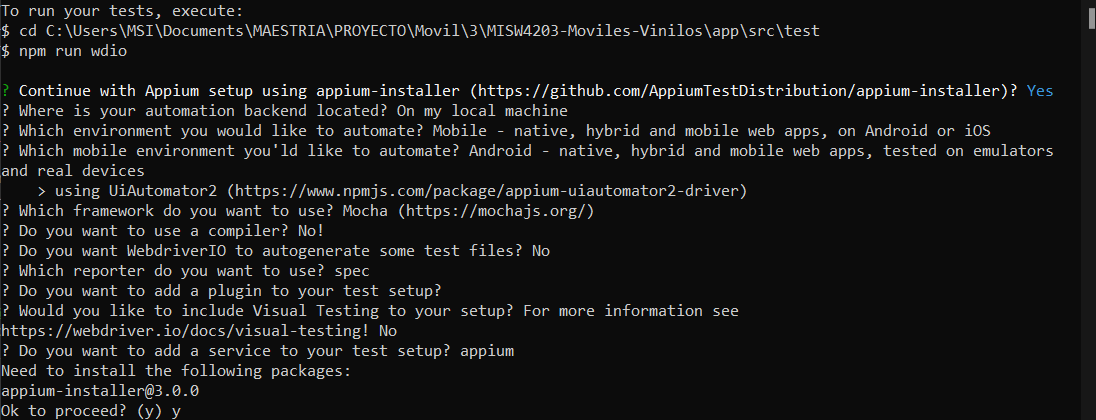 To run your tests, execute:
$ cd C:\Users\MSI\Documents\MAESTRIA\PROYECTO\Movil\3\MISW4203-Moviles-Vinilos\app\src\test
$ npm run wdio
? Continue with Appium setup using appium-installer (https://github.com/AppiumTestDistribution/appium-installer)? Yes
? Where is your automation backend located? On my local machine
? Which environment you would like to automate? Mobile - native, hybrid and mobile web apps, on Android or iOS
? Which mobile environment you'ld like to automate? Android - native, hybrid and mobile web apps, tested on emulators
and real devices
    > using UiAutomator2 (https://www.npmjs.com/package/appium-uiautomator2-driver)
? Which framework do you want to use? Mocha (https://mochajs.org/)
? Do you want to use a compiler? No!
? Do you want WebdriverIO to autogenerate some test files? No
? Which reporter do you want to use? spec
? Do you want to add a plugin to your test setup?
? Would you like to include Visual Testing to your setup? For more information see
https://webdriver.io/docs/visual-testing! No
? Do you want to add a service to your test setup? appium
Need to install the following packages:
appium-installer@3.0.0
Ok to proceed? (y) y